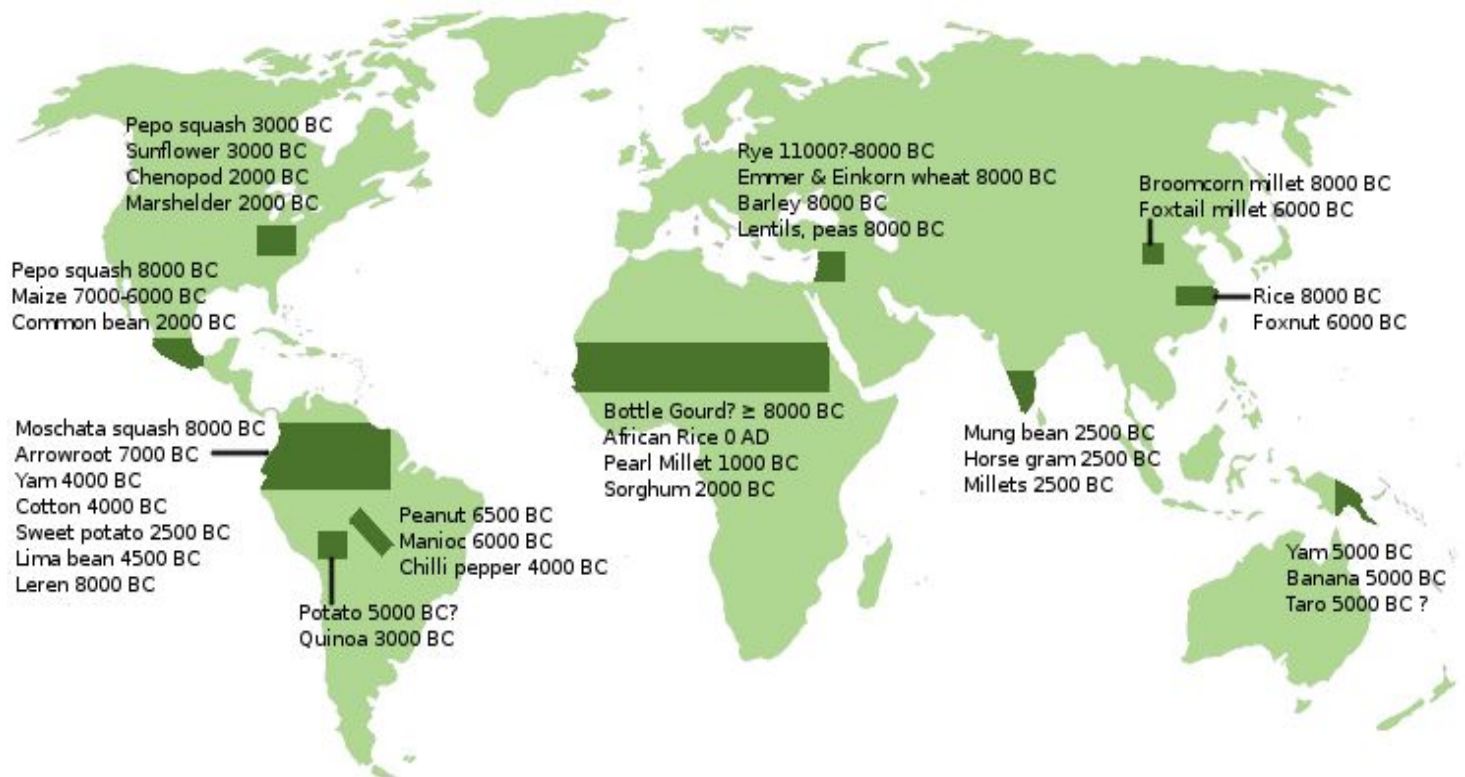 Pepo squash 3000 BC
Sunflower 3000 BC
Chenopod 2000 BC
Marshelder 2000 BC
Rye 11000?-8000 BC
Emmer & Einkorn wheat 8000 BC
Barley 8000 BC
Lentils, peas 8000 BC
Broomcorn millet 8000 BC
Foxtail millet 6000 BC
Pepo squash 8000 BC
Maize 7000-6000 BC
Common bean 2000 BC
Rice 8000 BC
Foxnut 6000 BC
Moschata squash 8000 BC
Arrowroot 7000 BC
Yam 4000 BC
Cotton 4000 BC
Sweet potato 2500 BC
Lima bean 4500 BC
Leren 8000 BC
Bottle Gourd? ≥ 8000 BC
African Rice 0 AD
Pearl Millet 1000 BC
Sorghum 2000 BC
Mung bean 2500 BC
Horse gram 2500 BC
Millets 2500 BC
Peanut 6500 BC
Manioc 6000 BC
Chilli pepper 4000 BC
Yam 5000 BC
Banana 5000 BC
Taro 5000 BC ?
Potato 5000 BC?
Quinoa 3000 BC